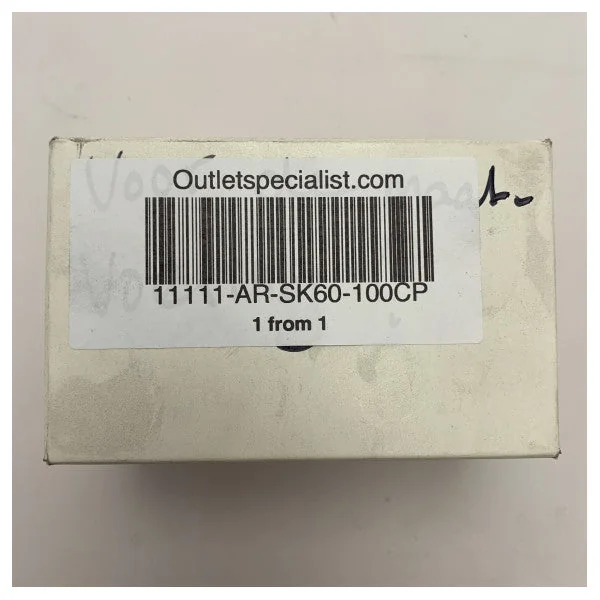 Outletspecialist.com
11111-AR-SK60-100CP
1 from 1